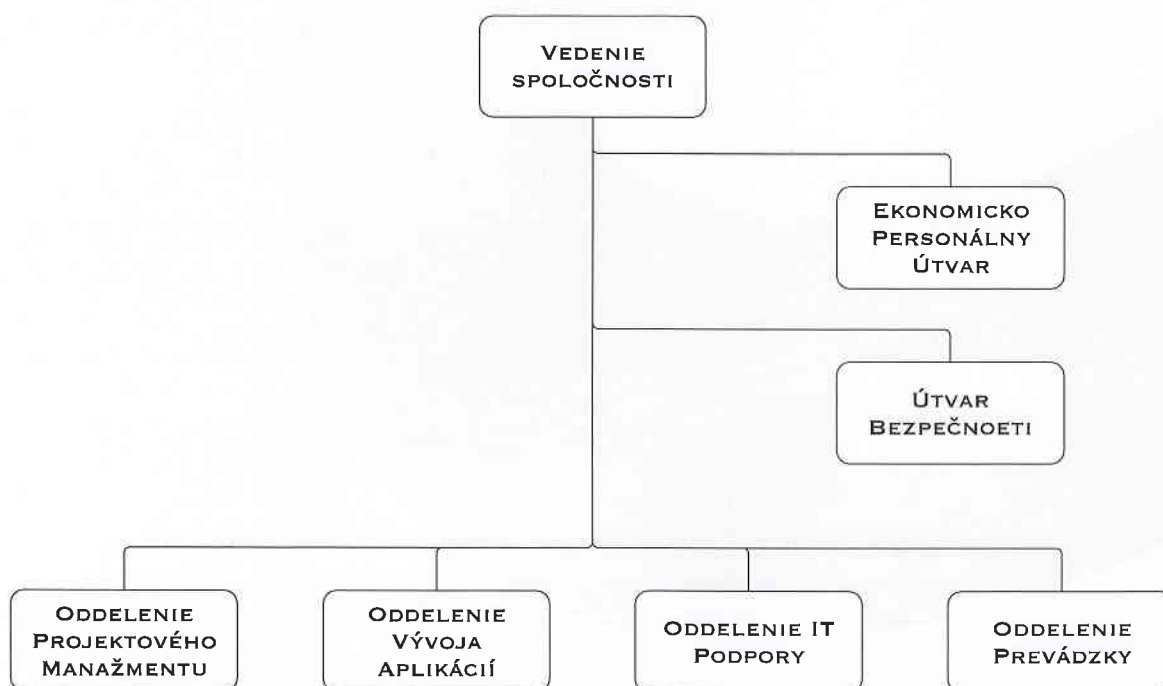 VEDENIE
SPOLOČNOSTI
EKONOMICKO
PERSONÁLNY
ÚTVAR
ÚTVAR
BEZPEČNOETI
ODDELENIE
PROJEKTOVÉHO
MANAŽMENTU
ODDELENIE
VÝVOJA
APLIKÁCIÍ
ODDELENIE IT
PODPORY
ODDELENIE
PREVÁDZKY